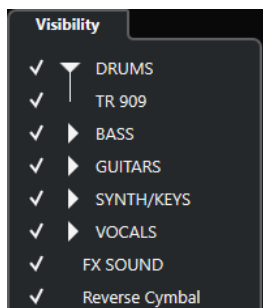 Visibility
DRUMS
TR 909
BASS
GUITARS
SYNTH/KEYS
VOCALS
FX SOUND
Reverse Cymbal